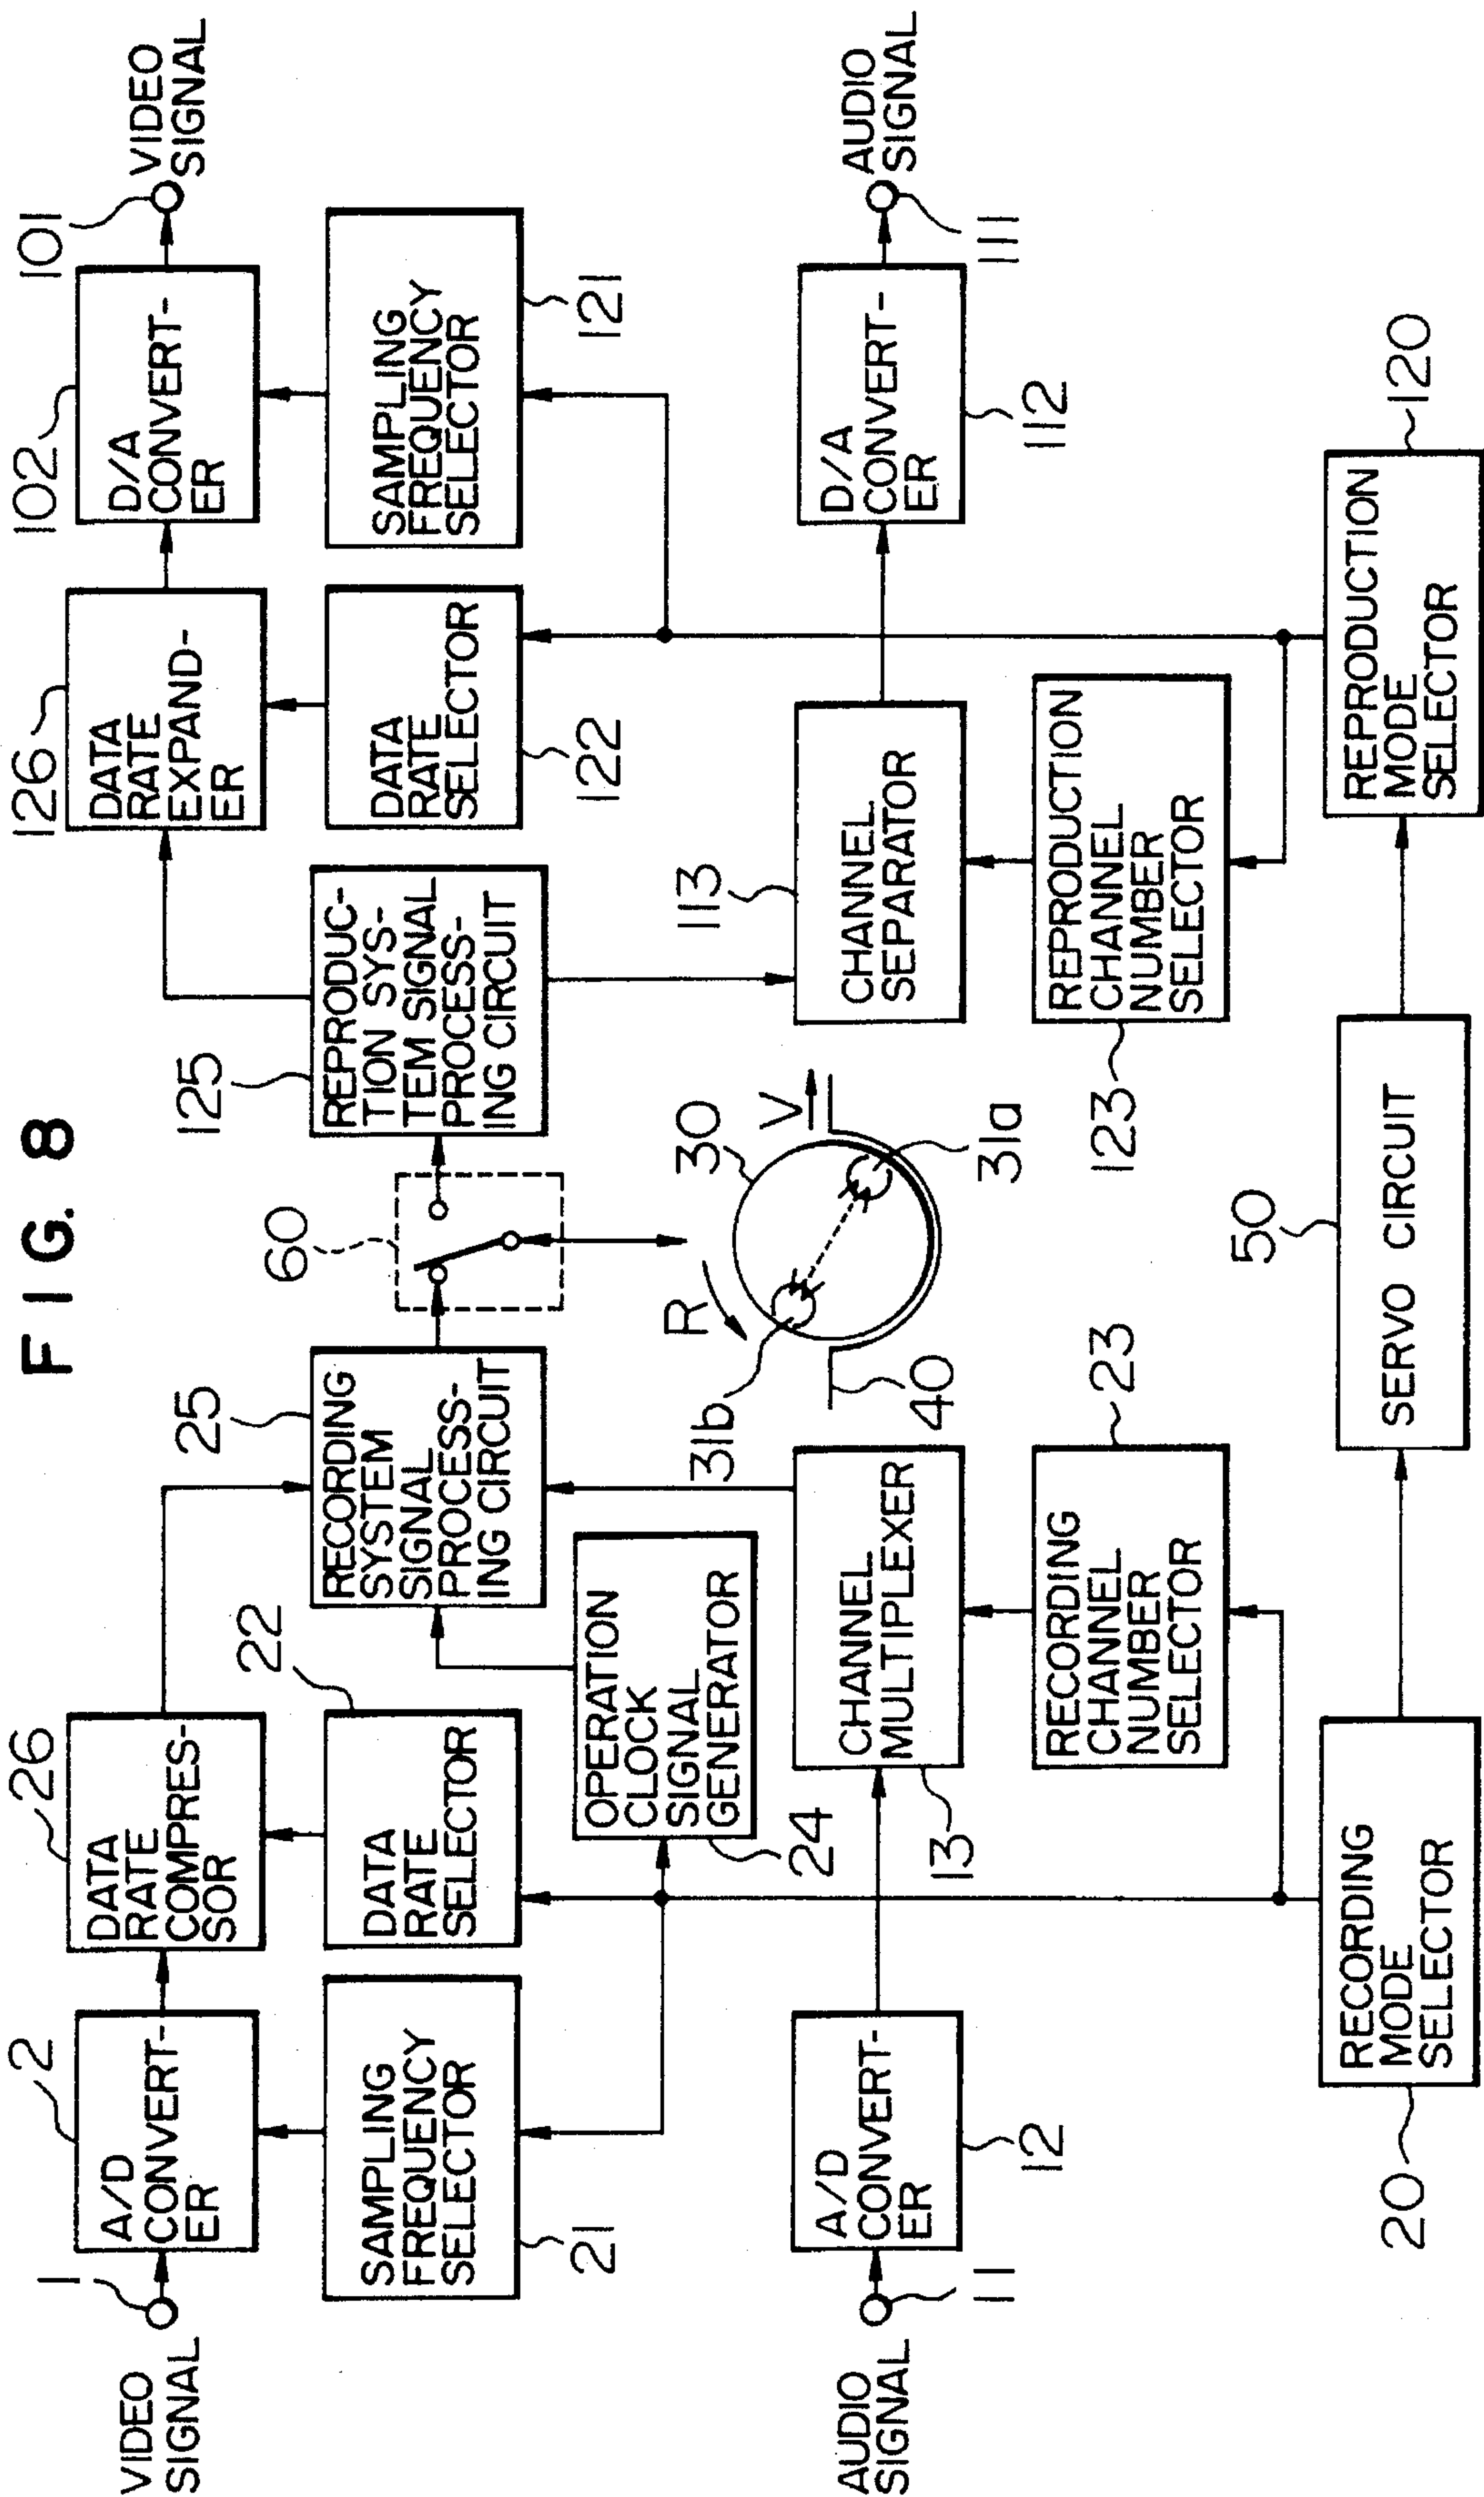 FIG. 8
VIDEO
SIGNAL
1
2
A/D
CONVERT-
ER
26
DATA
RATE
COMPRES-
SOR
SAMPLING
FREQUENCY
SELECTOR
21
22
DATA
RATE
SELECTOR
25
RECORDING
SYSTEM
SIGNAL
PROCESS-
ING CIRCUIT
OPERATION
CLOCK
SIGNAL
GENERATOR
24
60
125
REPRODUC-
TION SYS-
TEM SIGNAL
PROCESS-
ING CIRCUIT
126
DATA
RATE
EXPAND-
ER
DATA
RATE
SELECTOR
122
102
D/A
CONVERT-
ER
SAMPLING
FREQUENCY
SELECTOR
121
101
VIDEO
SIGNAL
AUDIO
SIGNAL
11
A/D
CONVERT-
ER
12
CHANNEL
MULTIPLEXER
13
RECORDING
CHANNEL
NUMBER
SELECTOR
23
R
30
V
31b
31a
40
113
CHANNEL
SEPARATOR
REPRODUCTION
CHANNEL
NUMBER
SELECTOR
123
D/A
CONVERT-
ER
112
111
AUDIO
SIGNAL
RECORDING
MODE
SELECTOR
20
50
SERVO CIRCUIT
REPRODUCTION
MODE
SELECTOR
120